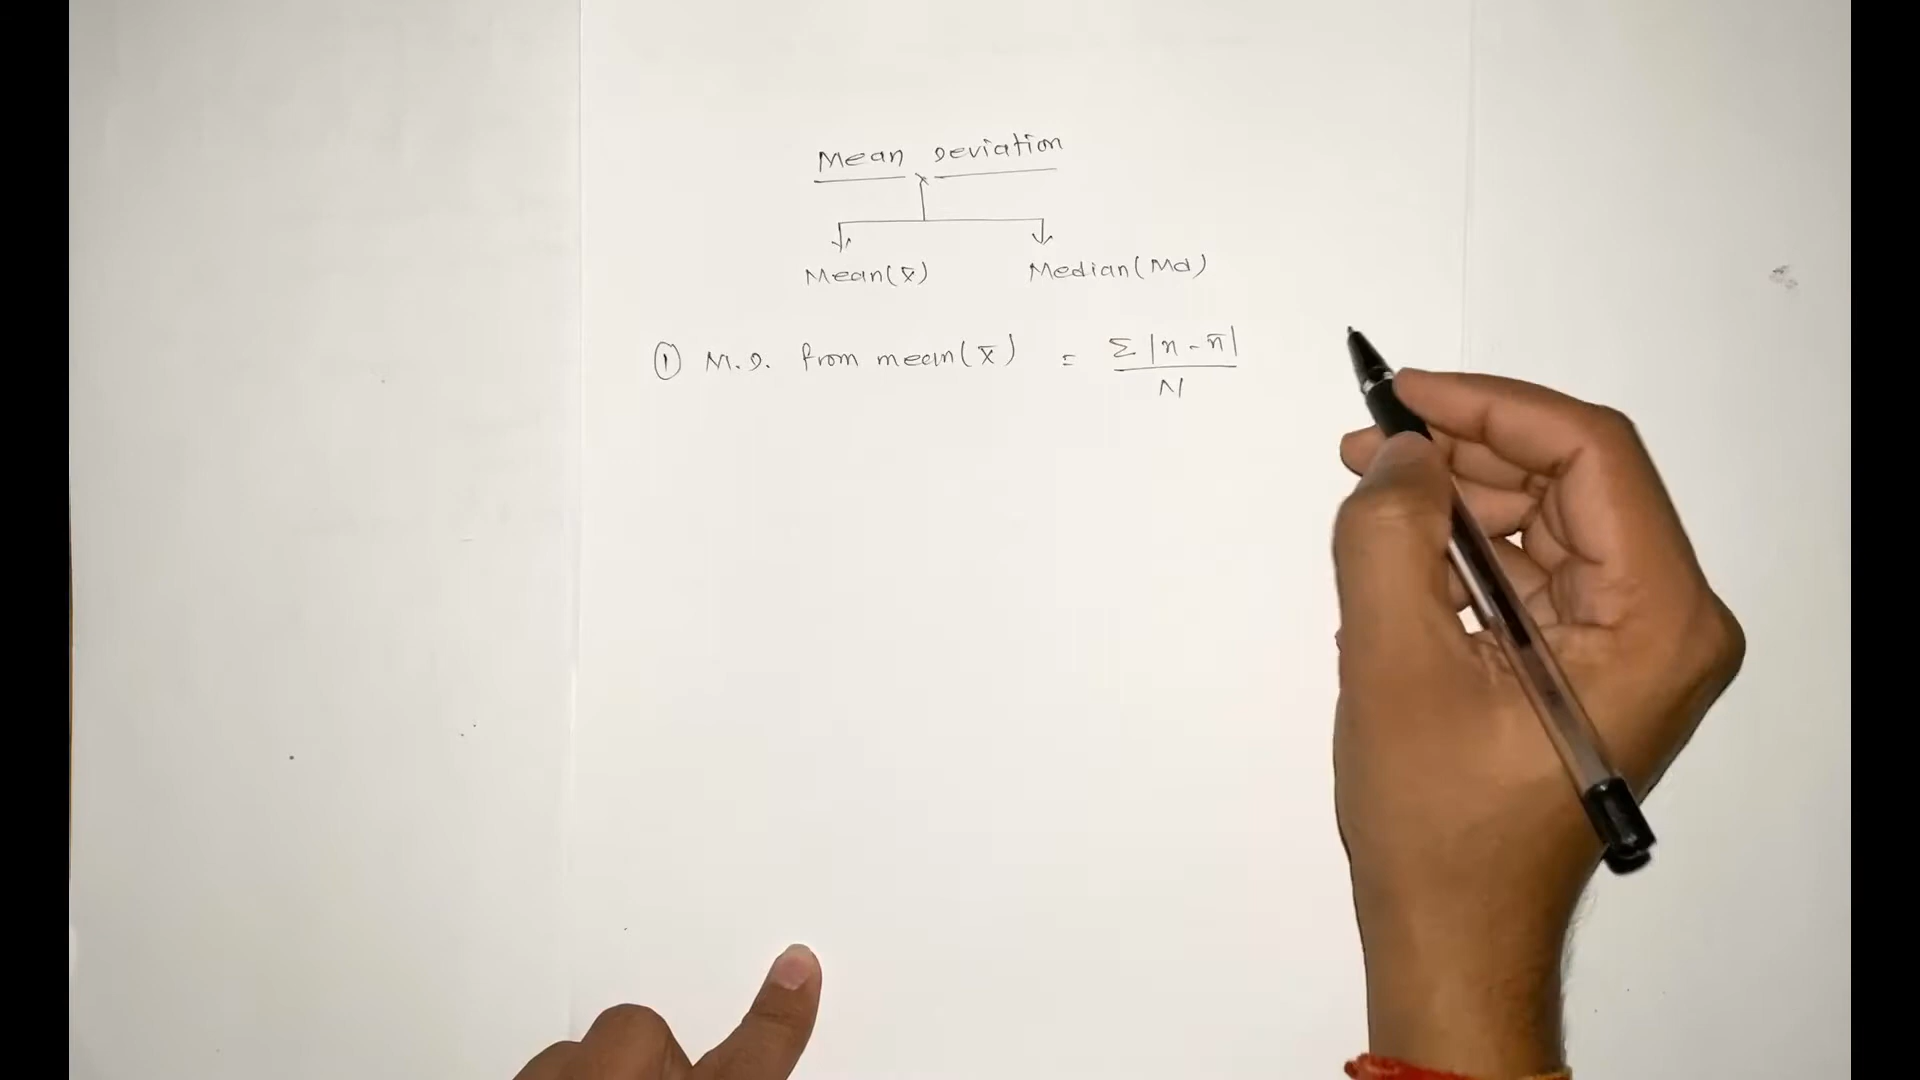 Mean Deviation
Mean(x̄) Median(Md)
① M.D. from mean(x̄) = Σ|x - x̄| / N